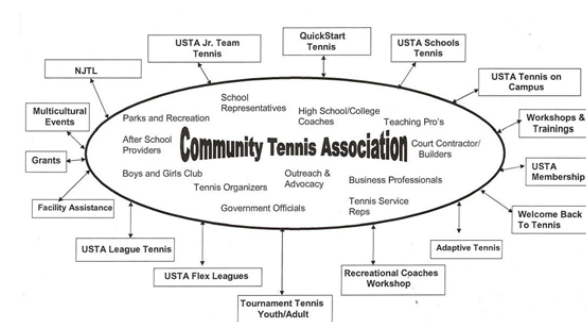 QuickStart
Tennis
USTA Jr. Team
Tennis
USTA Schools
Tennis
NJTL
USTA Tennis on
Campus
Multicultural
Events
Workshops &
Trainings
Grants
USTA
Membership
Facility Assistance
Welcome Back
To Tennis
School
Representatives
Parks and Recreation
High School/College
Coaches
Teaching Pro's
After School
Providers
Community Tennis Association
Court Contractor/
Builders
Boys and Girls Club
Tennis Organizers
Outreach &
Advocacy
Business Professionals
Government Officials
Tennis Service
Reps
USTA League Tennis
Adaptive Tennis
USTA Flex Leagues
Recreational Coaches
Workshop
Tournament Tennis
Youth/Adult